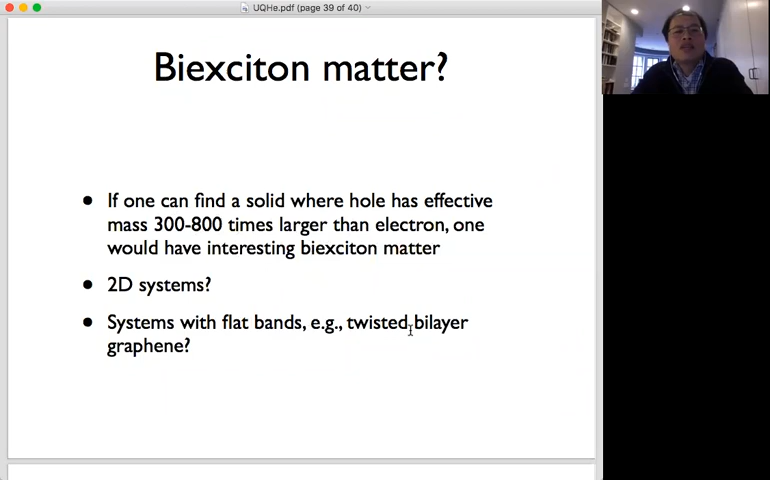 UQHe.pdf (page 39 of 40)
Biexciton matter?
• If one can find a solid where hole has effective
mass 300-800 times larger than electron, one
would have interesting biexciton matter
• 2D systems?
• Systems with flat bands, e.g., twisted bilayer
graphene?